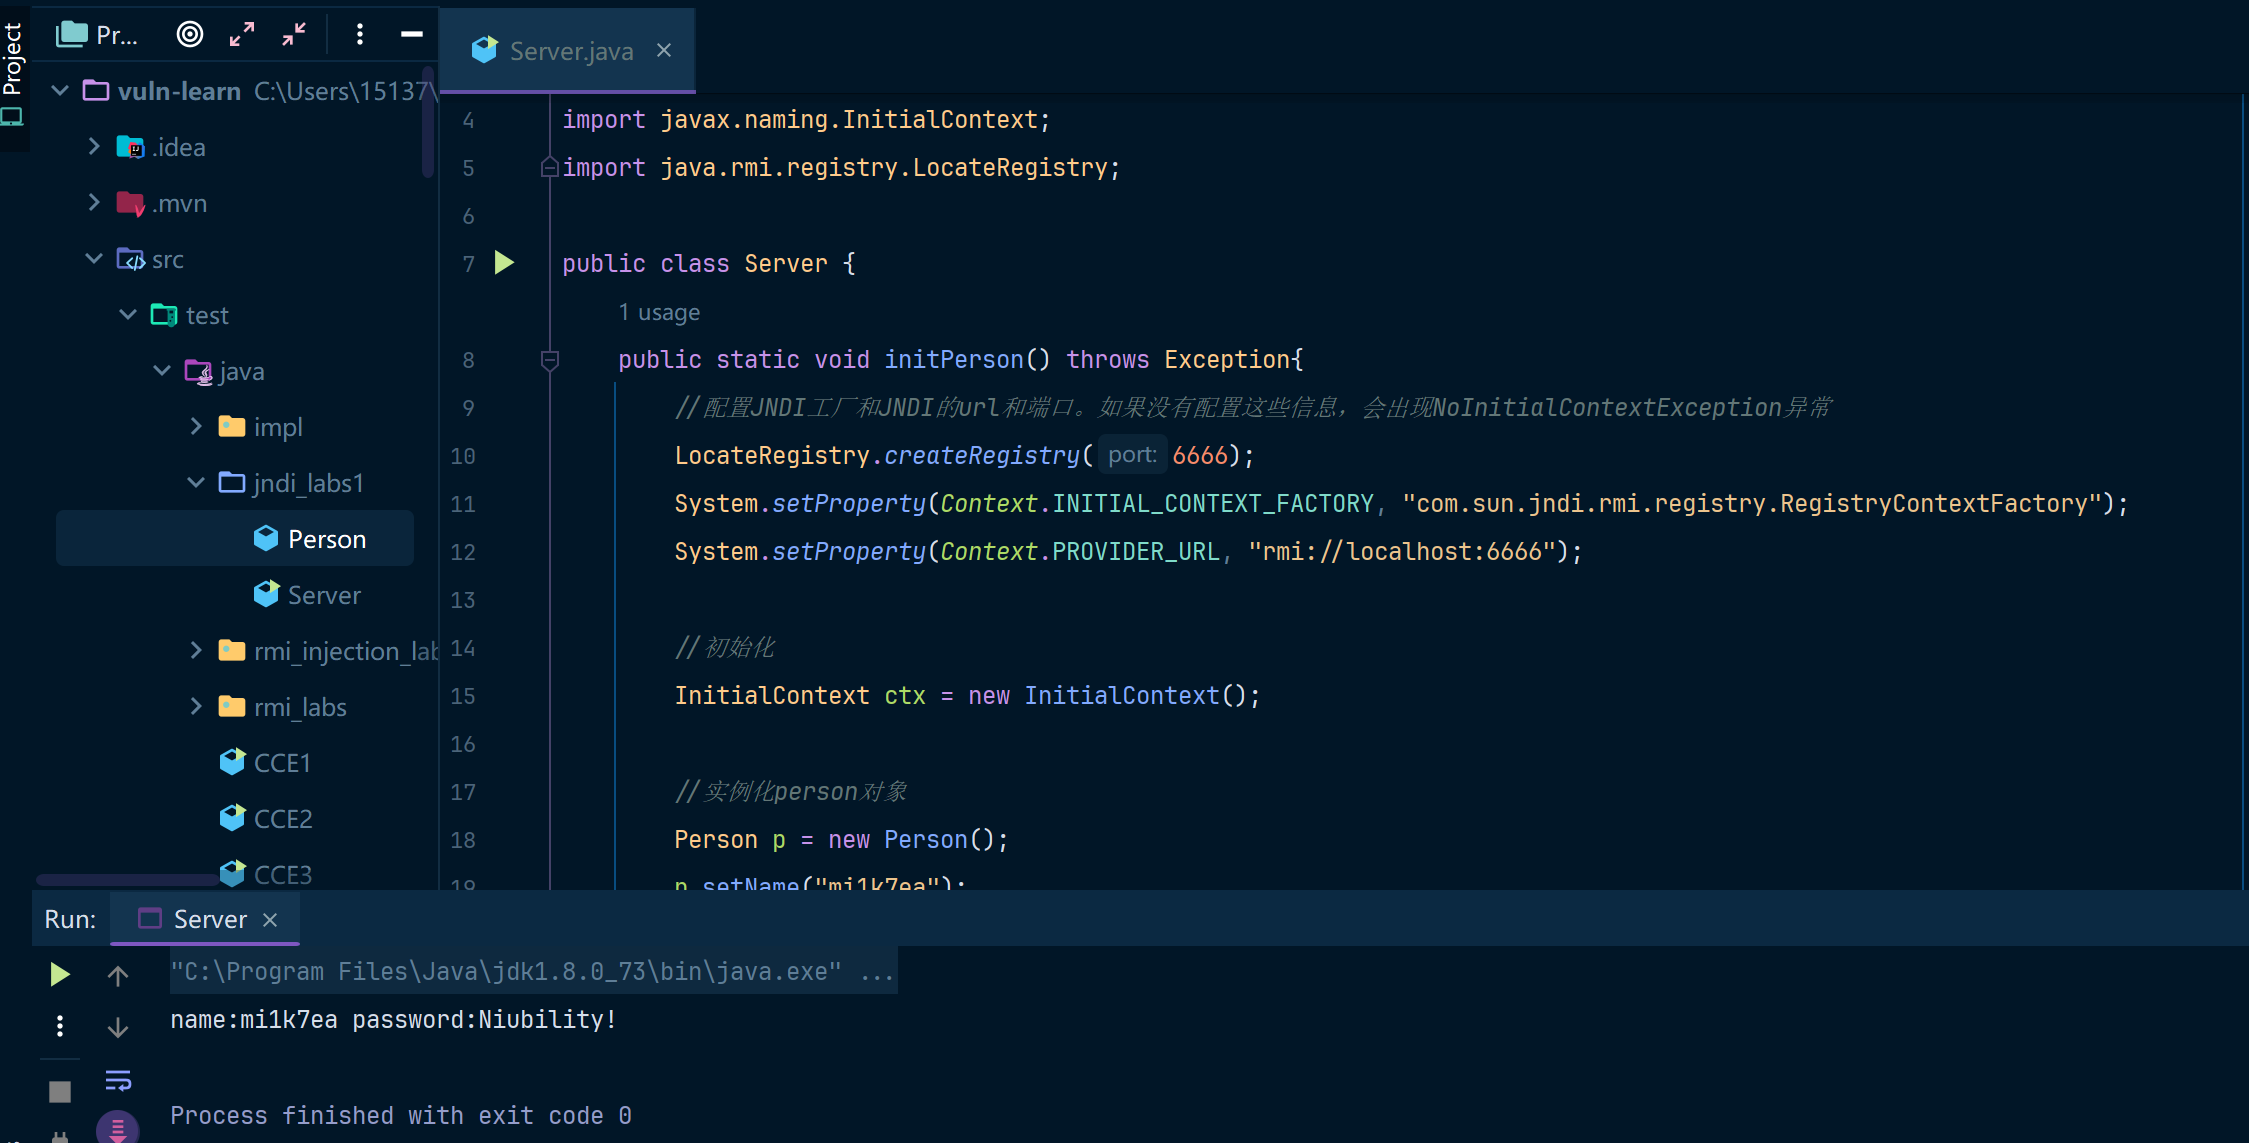 Project
Pr...
vuln-learn C:\Users\15137\
.idea
.mvn
src
test
java
impl
jndi_labs1
Person
Server
rmi_injection_lab
rmi_labs
CCE1
CCE2
CCE3
Server.java
4 import javax.naming.InitialContext;
5 import java.rmi.registry.LocateRegistry;
6
7 public class Server {
1 usage
8 public static void initPerson() throws Exception{
9 //配置JNDI工厂和JNDI的url和端口。如果没有配置这些信息，会出现NoInitialContextException异常
10 LocateRegistry.createRegistry( port: 6666);
11 System.setProperty(Context.INITIAL_CONTEXT_FACTORY, "com.sun.jndi.rmi.registry.RegistryContextFactory");
12 System.setProperty(Context.PROVIDER_URL, "rmi://localhost:6666");
13
14 //初始化
15 InitialContext ctx = new InitialContext();
16
17 //实例化person对象
18 Person p = new Person();
19 p.setName("mi1k7ea");
Run: Server
"C:\Program Files\Java\jdk1.8.0_73\bin\java.exe" ...
name:mi1k7ea password:Niubility!
Process finished with exit code 0